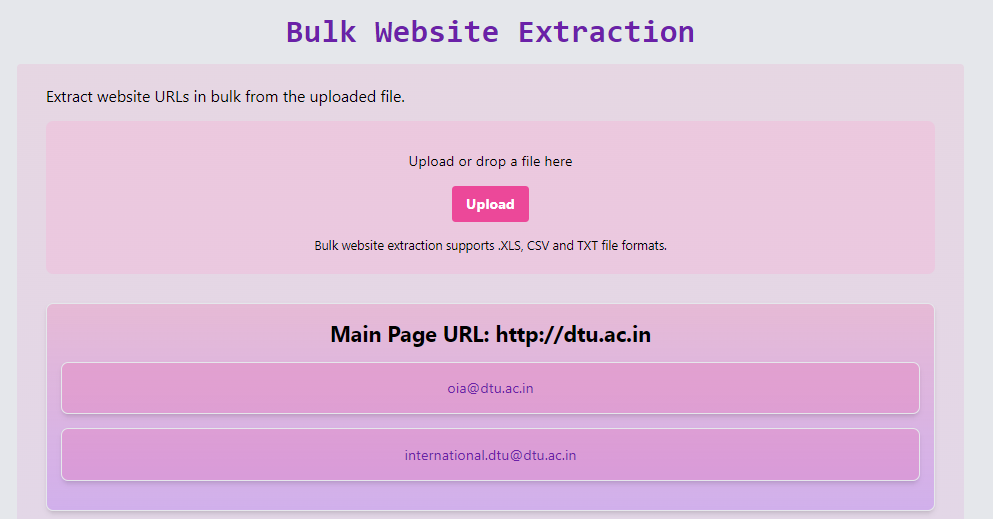 Bulk Website Extraction
Extract website URLs in bulk from the uploaded file.
Upload or drop a file here
Upload
Bulk website extraction supports .XLS, CSV and TXT file formats.
Main Page URL: http://dtu.ac.in
oia@dtu.ac.in
international.dtu@dtu.ac.in